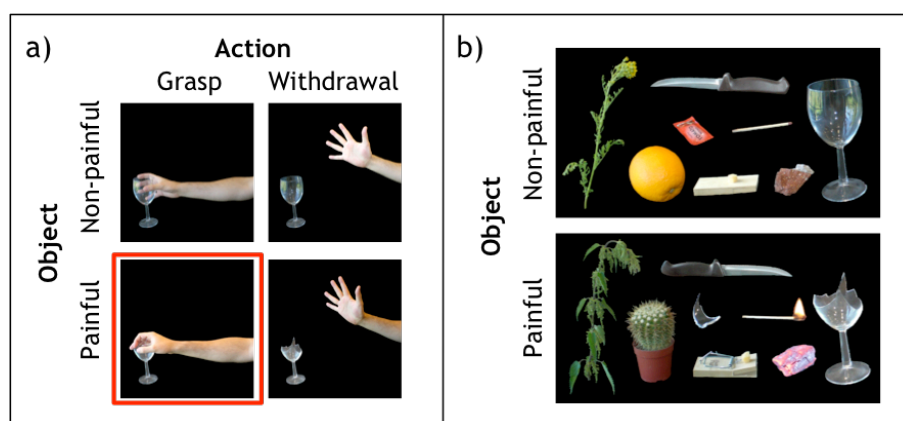 a)
Action
Grasp
Withdrawal
Object
Non-painful
Painful
b)
Object
Non-painful
Painful